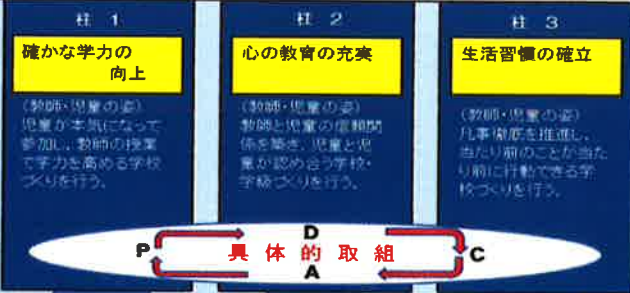 柱 1
確かな学力の
向上
(教師・児童の姿)
児童が本気になって
参加し、教師の授業
で学力を高める学校
づくりを行う。
柱 2
心の教育の充実
(教師・児童の姿)
教師と児童の信頼関
係を築き、児童と児
童が認め合う学校・
学級づくりを行う。
柱 3
生活習慣の確立
(教師・児童の姿)
凡事徹底を推進し、
当たり前のことが当た
り前に行動できる学
校づくりを行う。
D
P 具体的取組 C
A